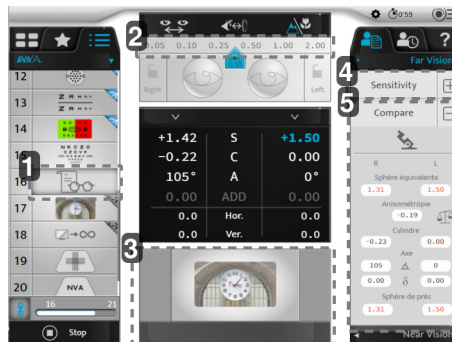 0:59
AWA
12
13
Z R H K V
14
15
N E C Z O
16
17
18
→∞
19
20
NVA
16
21
Stop
1
2
0.05 0.10 0.25 0.50 1.00 2.00
Right
Left
+1.42 S +1.50
−0.22 C 0.00
105° A 0°
0.00 ADD 0.00
0.0 Hor. 0.0
0.0 Ver. 0.0
3
?
Far Vision
4
Sensitivity
5
Compare
R L
Sphère équivalente
1.31 1.50
Anisométropie
−0.19
Cylindre
−0.23 0.00
Axe
105 0
0.00 δ 0.00
Sphère de près
1.31 1.50
Near Vision